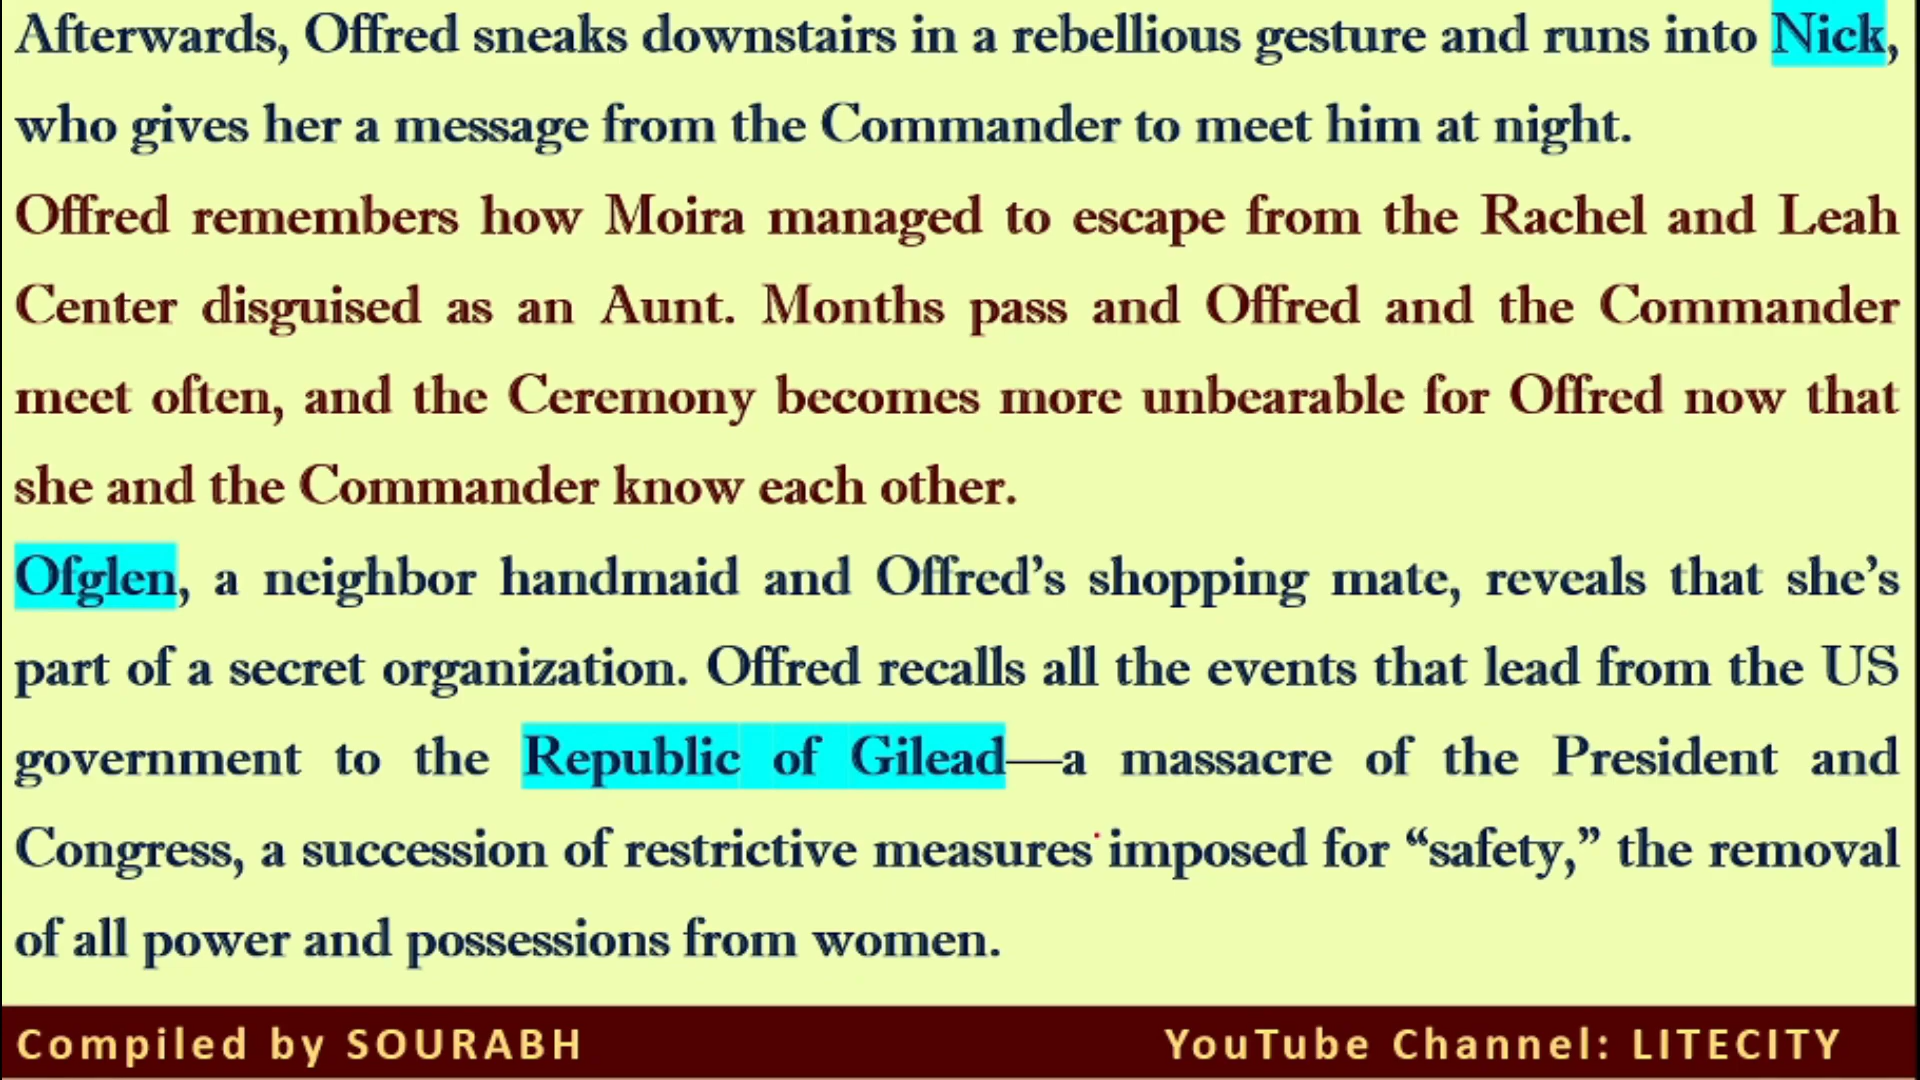 Afterwards, Offred sneaks downstairs in a rebellious gesture and runs into Nick,
who gives her a message from the Commander to meet him at night.
Offred remembers how Moira managed to escape from the Rachel and Leah
Center disguised as an Aunt. Months pass and Offred and the Commander
meet often, and the Ceremony becomes more unbearable for Offred now that
she and the Commander know each other.
Ofglen, a neighbor handmaid and Offred’s shopping mate, reveals that she’s
part of a secret organization. Offred recalls all the events that lead from the US
government to the Republic of Gilead—a massacre of the President and
Congress, a succession of restrictive measures imposed for “safety,” the removal
of all power and possessions from women.
Compiled by SOURABH
YouTube Channel: LITECITY